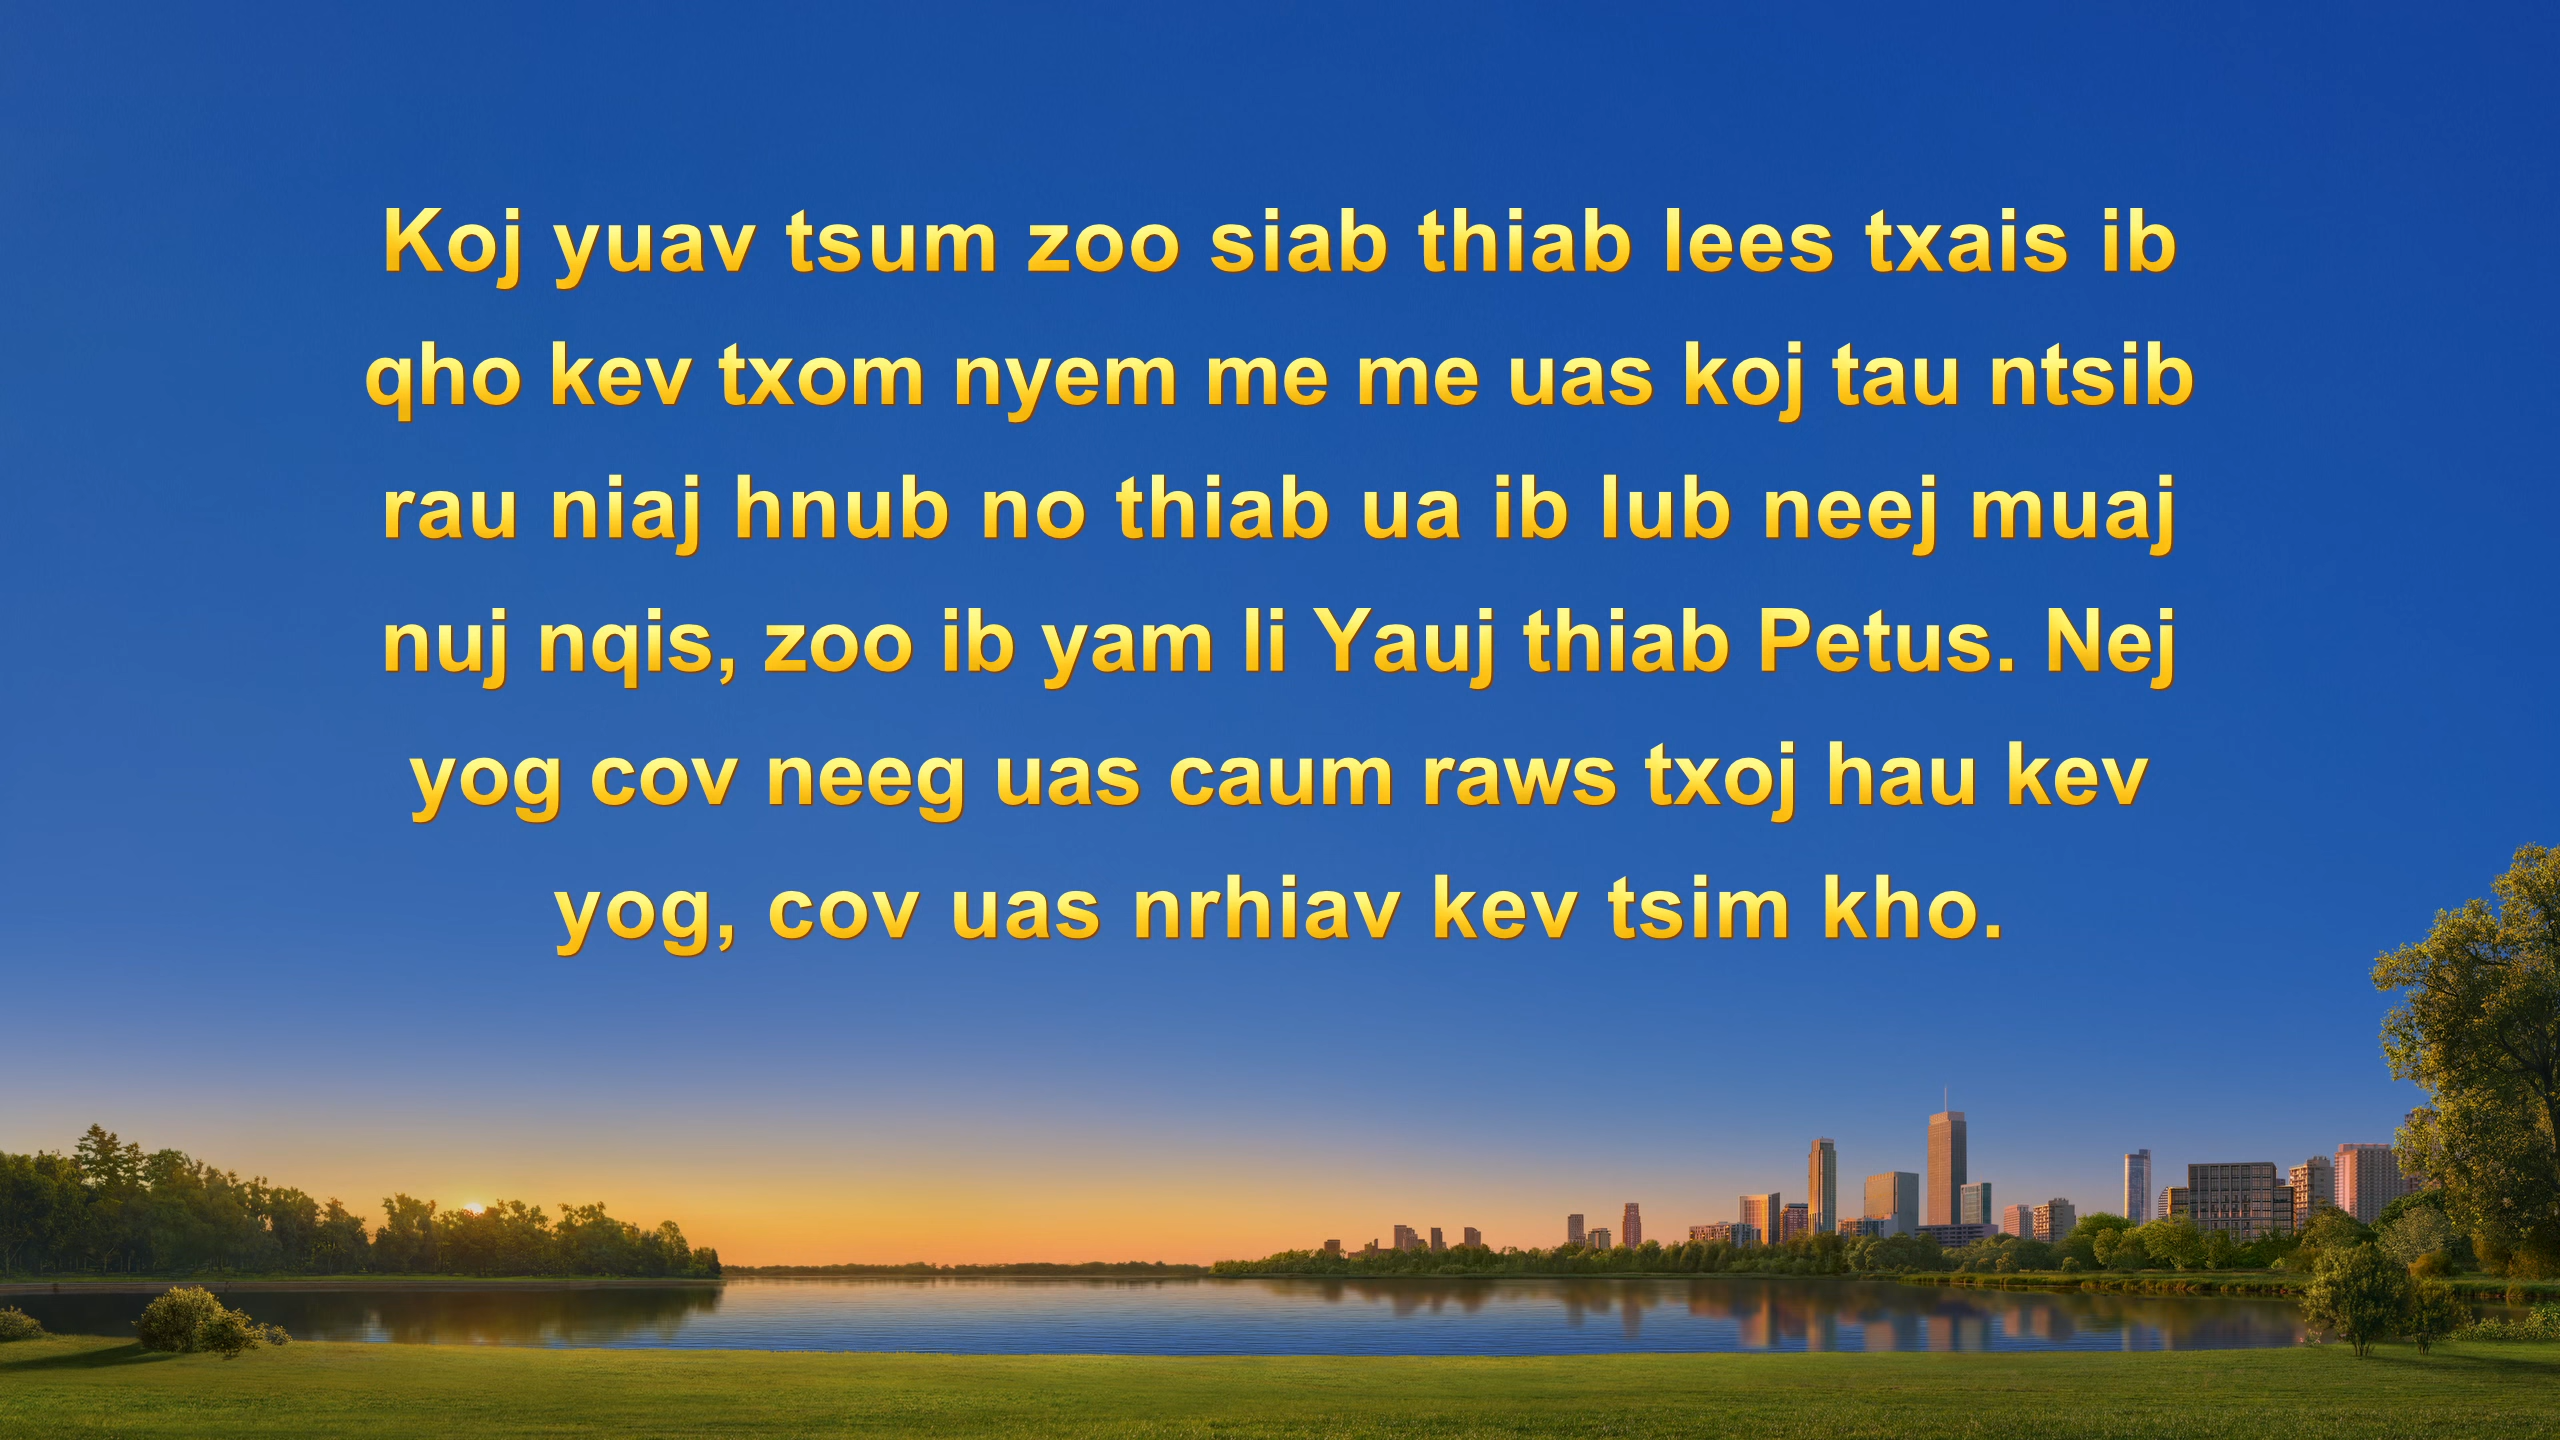 Koj yuav tsum zoo siab thiab lees txais ib
qho kev txom nyem me me uas koj tau ntsib
rau niaj hnub no thiab ua ib lub neej muaj
nuj nqis, zoo ib yam li Yauj thiab Petus. Nej
yog cov neeg uas caum raws txoj hau kev
yog, cov uas nrhiav kev tsim kho.